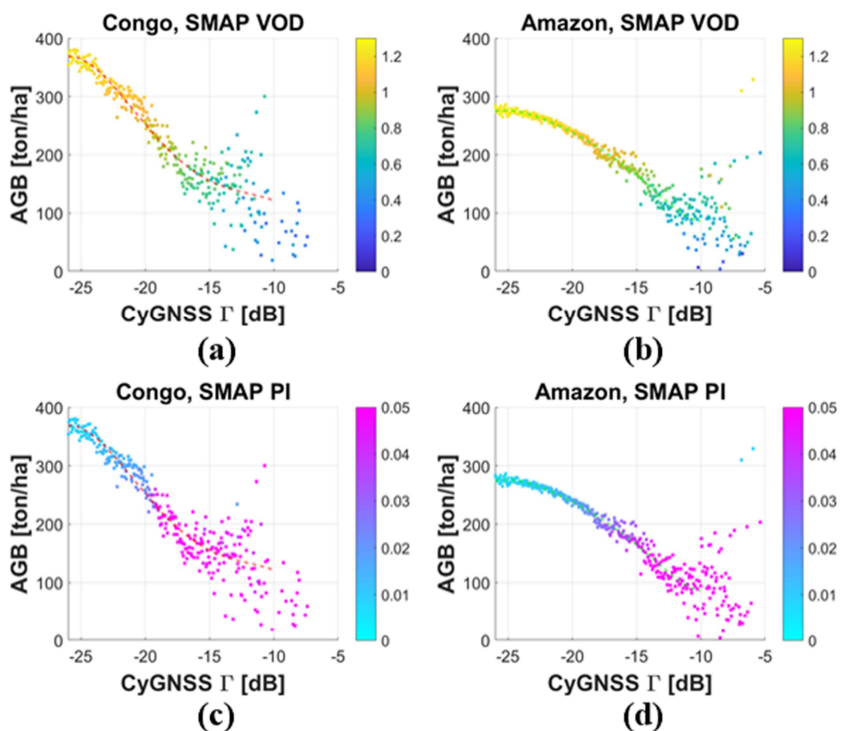 Congo, SMAP VOD
400
300
200
100
0
AGB [ton/ha]
-25 -20 -15 -10 -5
CyGNSS Γ [dB]
1.2
1
0.8
0.6
0.4
0.2
0
(a)
Amazon, SMAP VOD
400
300
200
100
0
AGB [ton/ha]
-25 -20 -15 -10 -5
CyGNSS Γ [dB]
1.2
1
0.8
0.6
0.4
0.2
0
(b)
Congo, SMAP PI
400
300
200
100
0
AGB [ton/ha]
-25 -20 -15 -10 -5
CyGNSS Γ [dB]
0.05
0.04
0.03
0.02
0.01
0
(c)
Amazon, SMAP PI
400
300
200
100
0
AGB [ton/ha]
-25 -20 -15 -10 -5
CyGNSS Γ [dB]
0.05
0.04
0.03
0.02
0.01
0
(d)